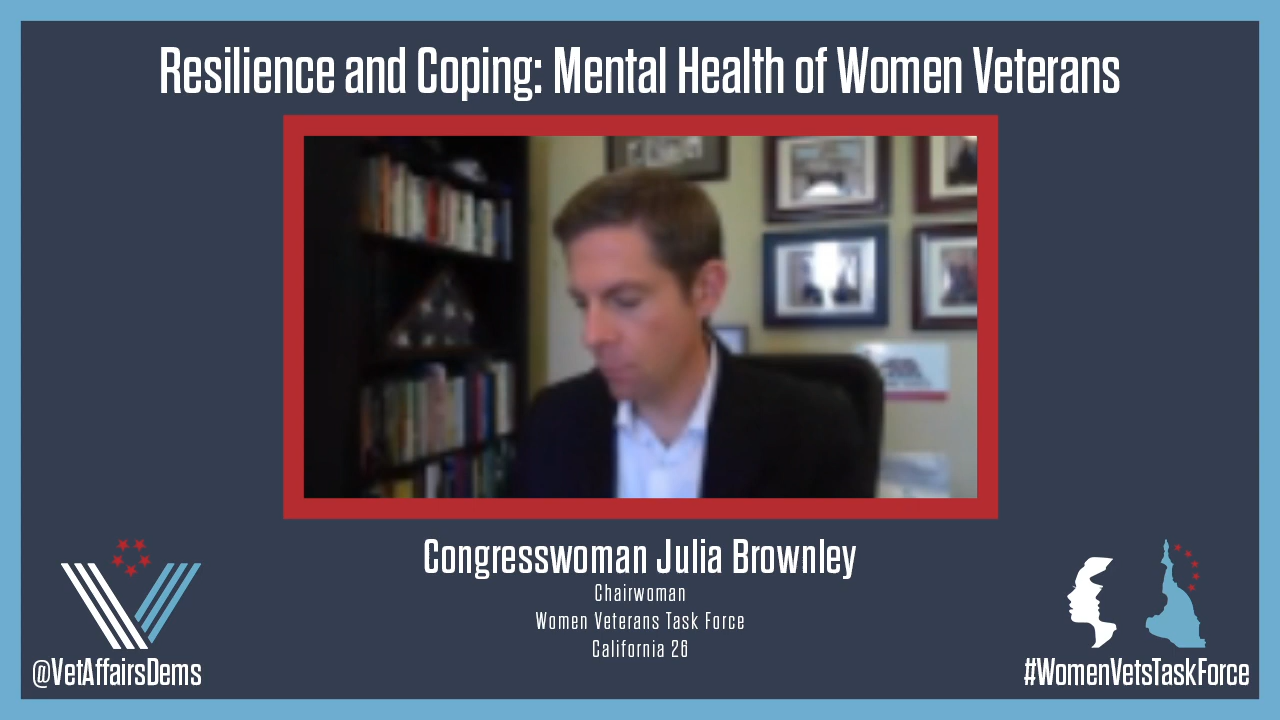 Resilience and Coping: Mental Health of Women Veterans
Congresswoman Julia Brownley
Chairwoman
Women Veterans Task Force
California 26
@VetAffairsDems
#WomenVetsTaskForce